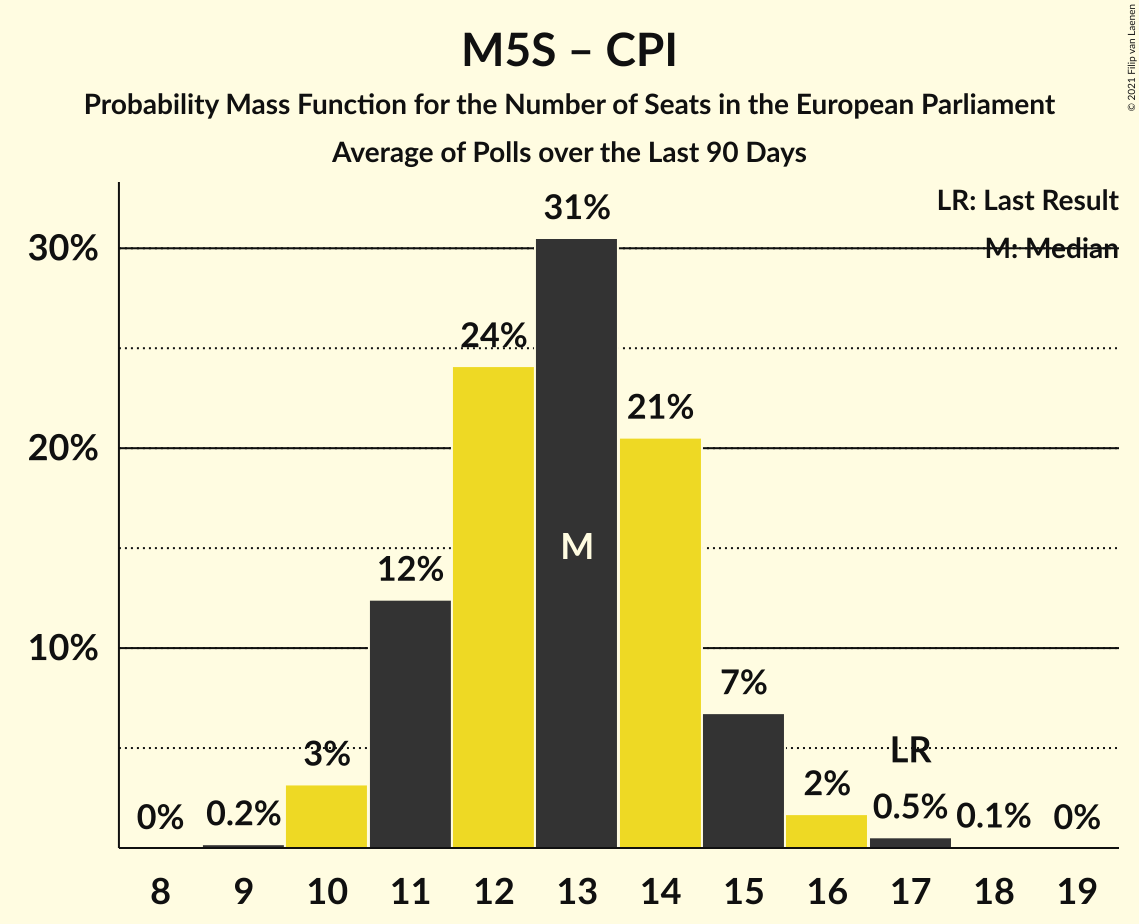 M5S – CPI
Probability Mass Function for the Number of Seats in the European Parliament
Average of Polls over the Last 90 Days
© 2021 Filip van Laenen
LR: Last Result
M: Median
30%
20%
10%
0%
0.2%
3%
12%
24%
31%
M
21%
7%
2%
LR
0.5%
0.1%
0%
8 9 10 11 12 13 14 15 16 17 18 19